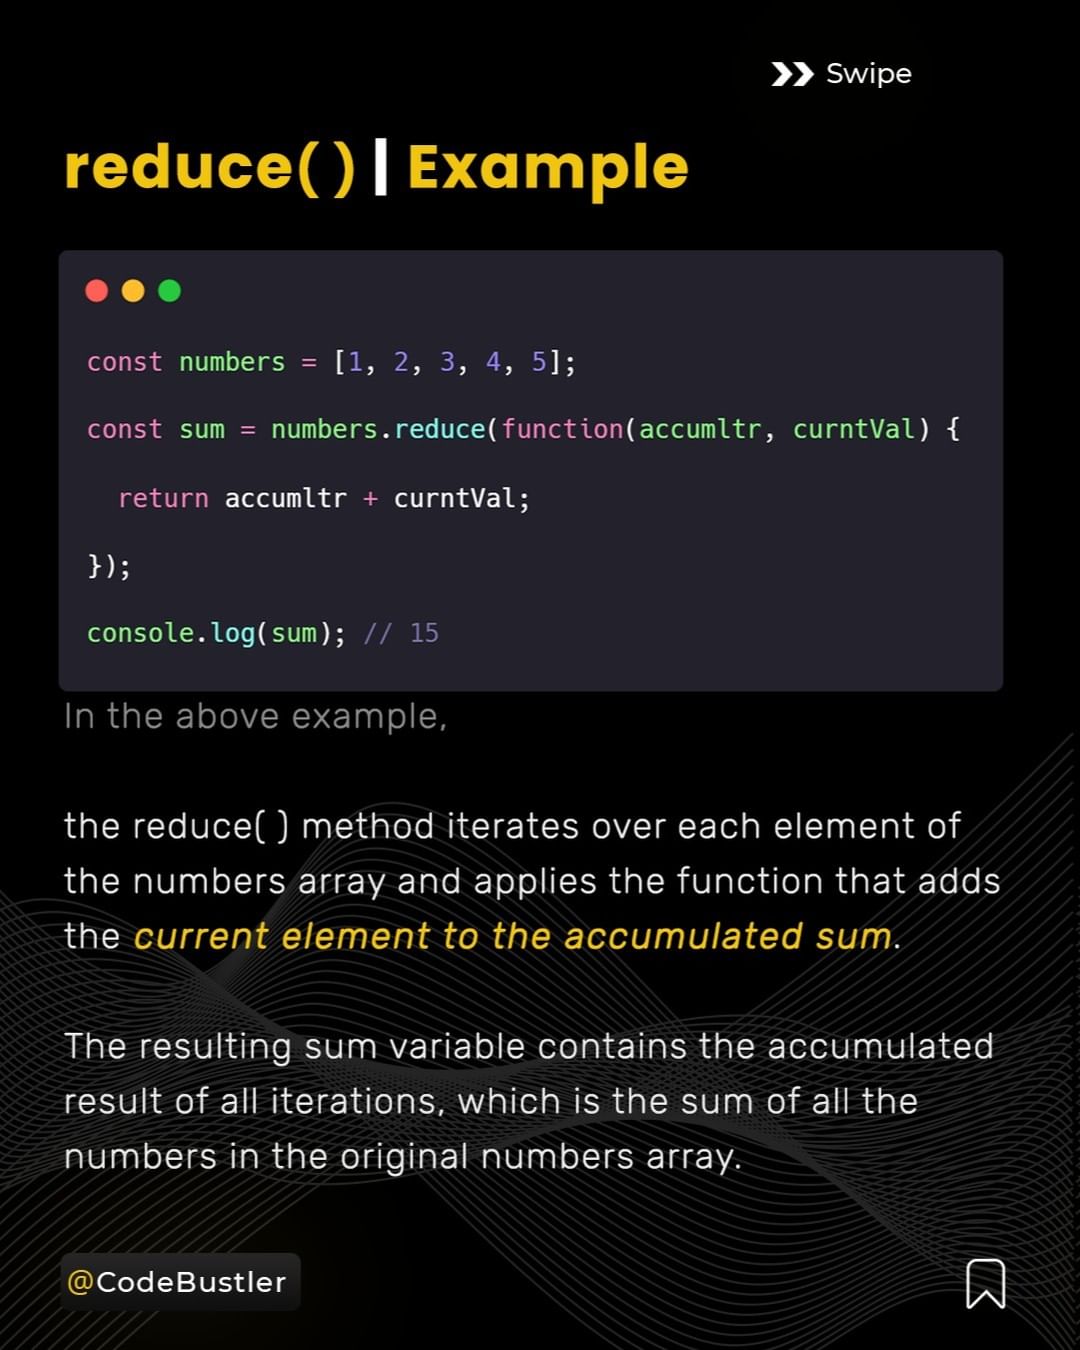 Swipe
reduce( ) | Example
const numbers = [1, 2, 3, 4, 5];
const sum = numbers.reduce(function(accumltr, curntVal) {
  return accumltr + curntVal;
});
console.log(sum); // 15
In the above example,
the reduce( ) method iterates over each element of
the numbers array and applies the function that adds
the current element to the accumulated sum.
The resulting sum variable contains the accumulated
result of all iterations, which is the sum of all the
numbers in the original numbers array.
@CodeBustler